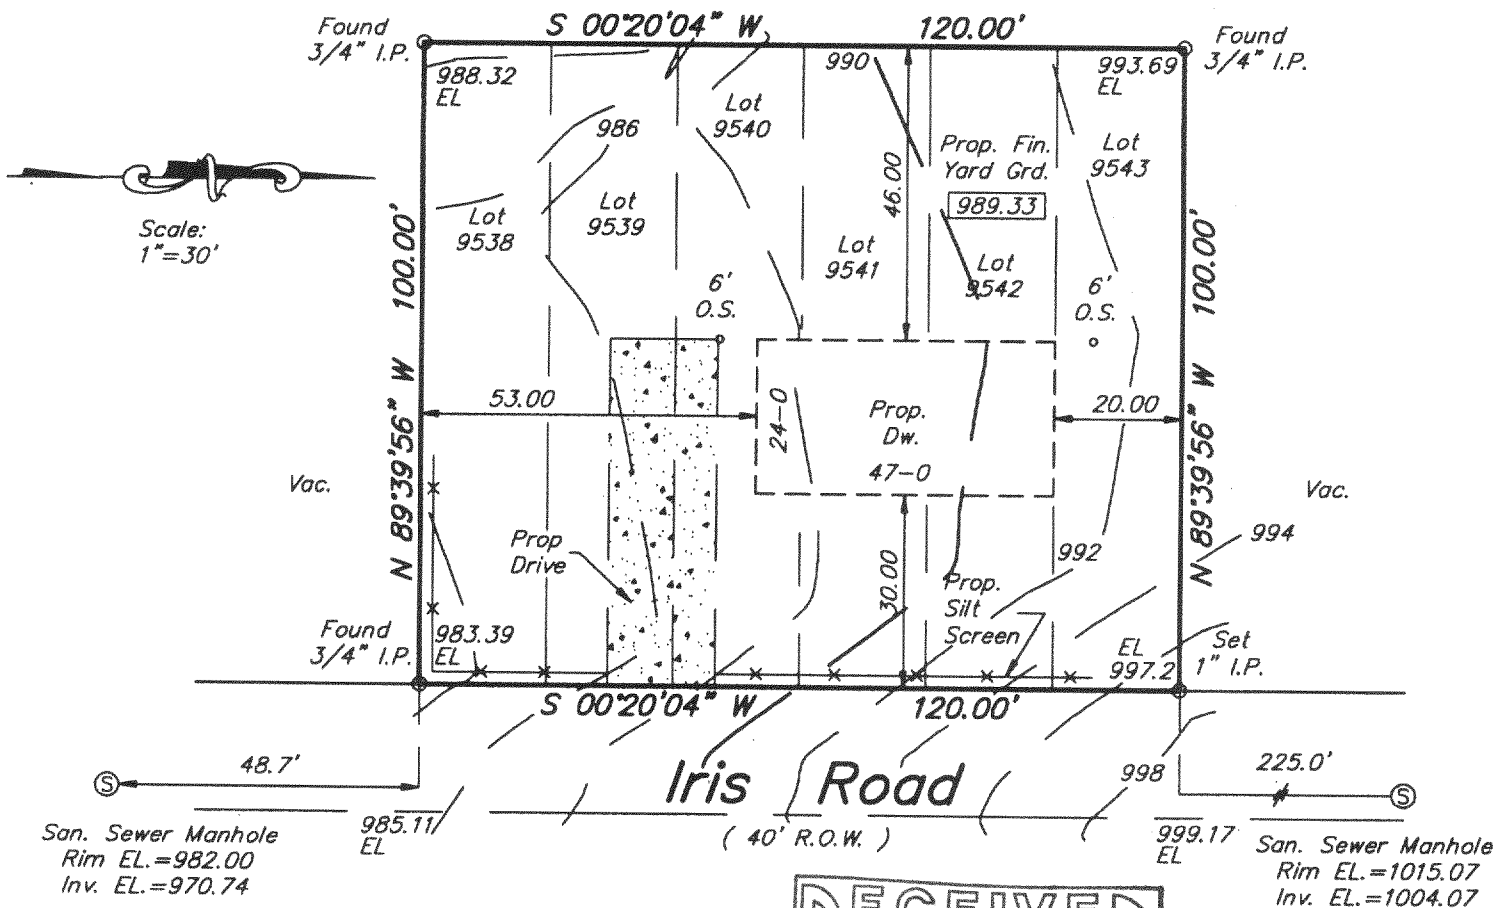 S 00°20'04" W
120.00'
Found
3/4" I.P.
Found
3/4" I.P.
988.32
EL
990
993.69
EL
Lot
9540
986
Prop. Fin.
Yard Grd.
989.33
Lot
9543
46.00
Scale:
1"=30'
Lot
9538
Lot
9539
Lot
9541
Lot
9542
100.00'
100.00'
6'
O.S.
6'
O.S.
53.00
24-0
Prop.
Dw.
47-0
20.00
N 89°39'56" W
N 89°39'56" W
Vac.
Vac.
Prop
Drive
30.00
992
994
Prop.
Silt
Screen
Found
3/4" I.P.
983.39
EL
EL
997.2
Set
1" I.P.
S 00°20'04" W
120.00'
48.7'
Iris Road
998
225.0'
(S)
(S)
985.11
EL
( 40' R.O.W. )
999.17
EL
San. Sewer Manhole
Rim EL.=982.00
Inv. EL.=970.74
San. Sewer Manhole
Rim EL.=1015.07
Inv. EL.=1004.07
RECEIVED